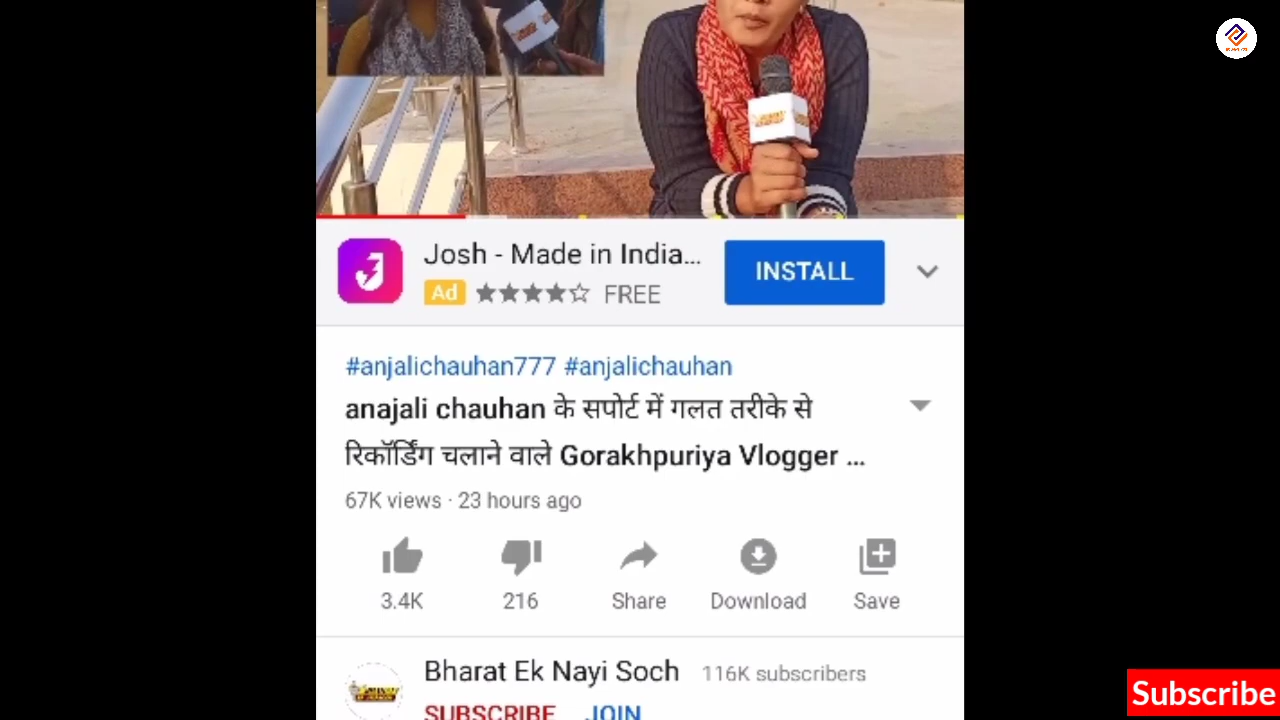 Josh - Made in India...
INSTALL
Ad
FREE
#anjalichauhan777 #anjalichauhan
anajali chauhan के सपोर्ट में गलत तरीके से
रिकॉर्डिंग चलाने वाले Gorakhpuriya Vlogger ...
67K views · 23 hours ago
3.4K
216
Share
Download
Save
Bharat Ek Nayi Soch
116K subscribers
SUBSCRIBE
JOIN
Subscribe